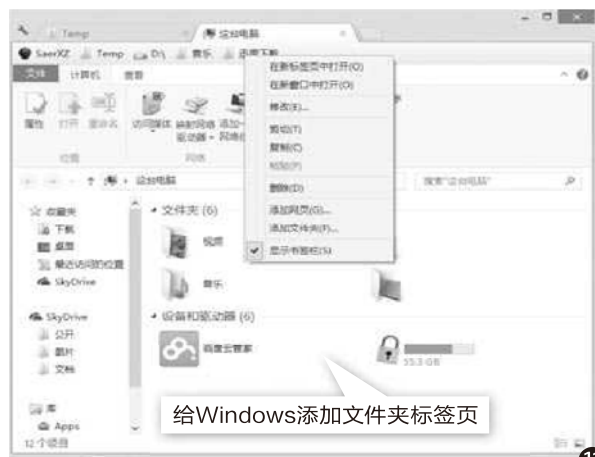 Temp
这台电脑
SaerXZ Temp D:\ 音乐 迅雷下载
文件 计算机 查看
在新标签页中打开(O)
在新窗口中打开(O)
修改(E)...
剪切(T)
复制(C)
粘贴(P)
删除(D)
添加网页(G)...
添加文件夹(F)...
显示书签栏(S)
属性 打开 重命名 访问媒体 映射网络驱动器 添加一
位置 网络
这台电脑 搜索"这台电脑"
收藏夹
下载
桌面
最近访问的位置
SkyDrive
SkyDrive
公开
图片
文档
库
Apps
文件夹 (6)
视频
音乐
设备和驱动器 (6)
百度云管家
55.3 GB
给Windows添加文件夹标签页
12 个项目